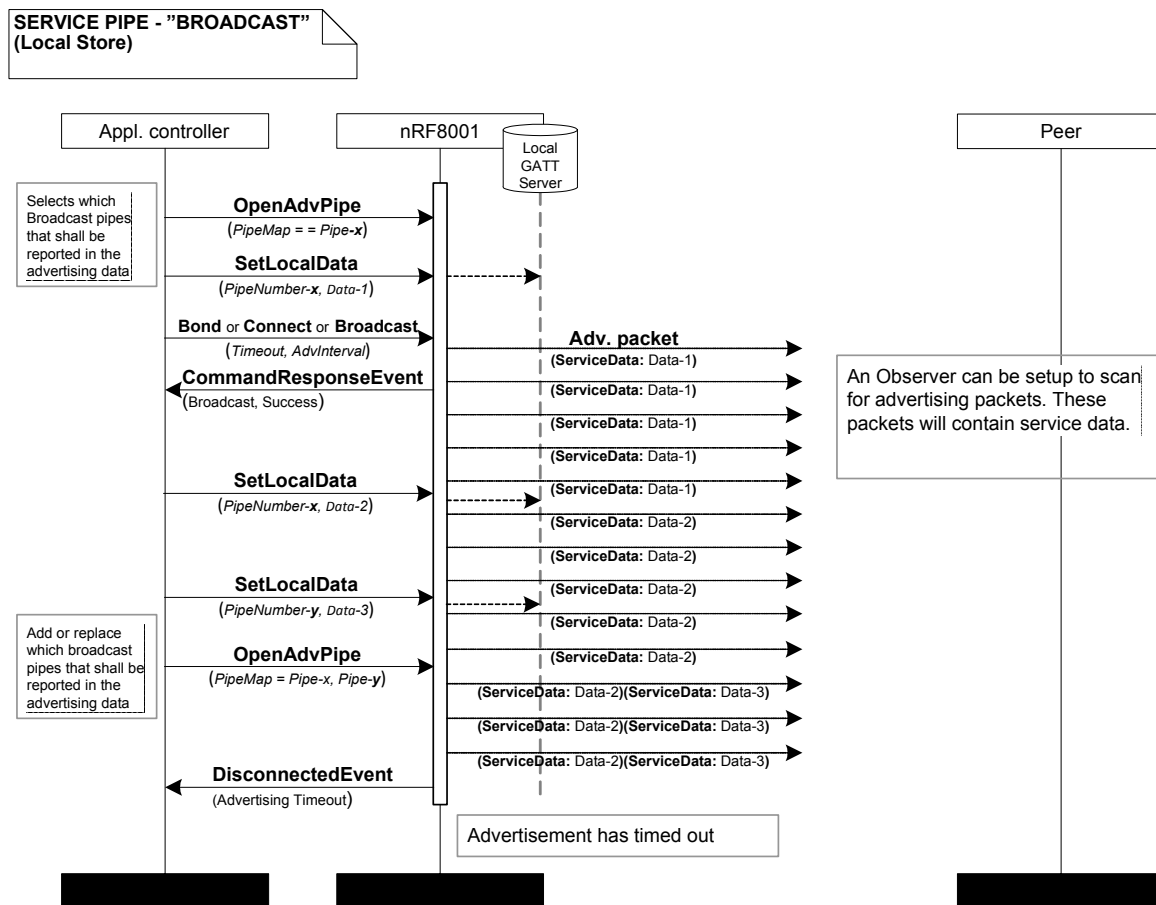 SERVICE PIPE - ”BROADCAST”
(Local Store)
Appl. controller
nRF8001
Local
GATT
Server
Peer
Selects which
Broadcast pipes
that shall be
reported in the
advertising data
OpenAdvPipe
(PipeMap = = Pipe-x)
SetLocalData
(PipeNumber-x, Data-1)
Bond or Connect or Broadcast
(Timeout, AdvInterval)
Adv. packet
(ServiceData: Data-1)
CommandResponseEvent
(Broadcast, Success)
(ServiceData: Data-1)
(ServiceData: Data-1)
(ServiceData: Data-1)
An Observer can be setup to scan
for advertising packets. These
packets will contain service data.
SetLocalData
(PipeNumber-x, Data-2)
(ServiceData: Data-1)
(ServiceData: Data-2)
(ServiceData: Data-2)
(ServiceData: Data-2)
SetLocalData
(PipeNumber-y, Data-3)
(ServiceData: Data-2)
(ServiceData: Data-2)
Add or replace
which broadcast
pipes that shall be
reported in the
advertising data
OpenAdvPipe
(PipeMap = Pipe-x, Pipe-y)
(ServiceData: Data-2)(ServiceData: Data-3)
(ServiceData: Data-2)(ServiceData: Data-3)
(ServiceData: Data-2)(ServiceData: Data-3)
DisconnectedEvent
(Advertising Timeout)
Advertisement has timed out